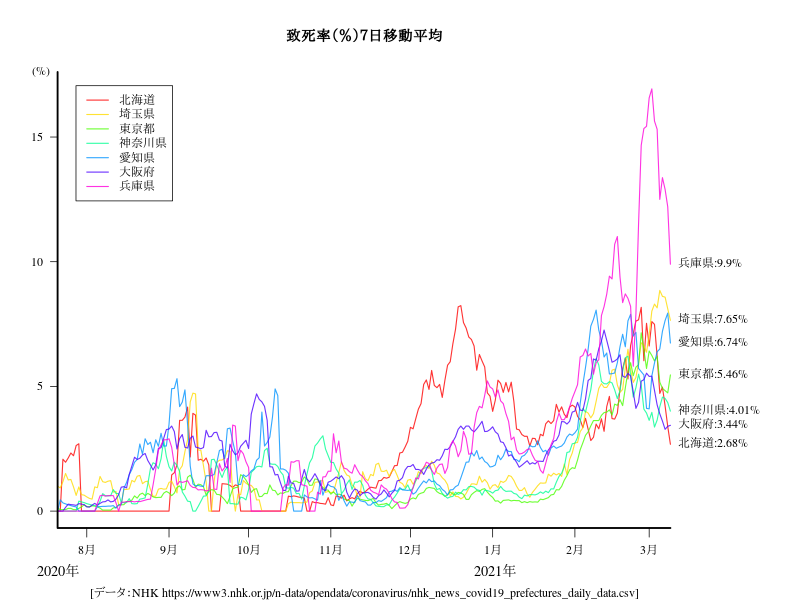 致死率(%)7日移動平均
(%)
15
10
5
0
北海道
埼玉県
東京都
神奈川県
愛知県
大阪府
兵庫県
兵庫県:9.9%
埼玉県:7.65%
愛知県:6.74%
東京都:5.46%
神奈川県:4.01%
大阪府:3.44%
北海道:2.68%
8月 9月 10月 11月 12月 1月 2月 3月
2020年 2021年
[データ:NHK https://www3.nhk.or.jp/n-data/opendata/coronavirus/nhk_news_covid19_prefectures_daily_data.csv]